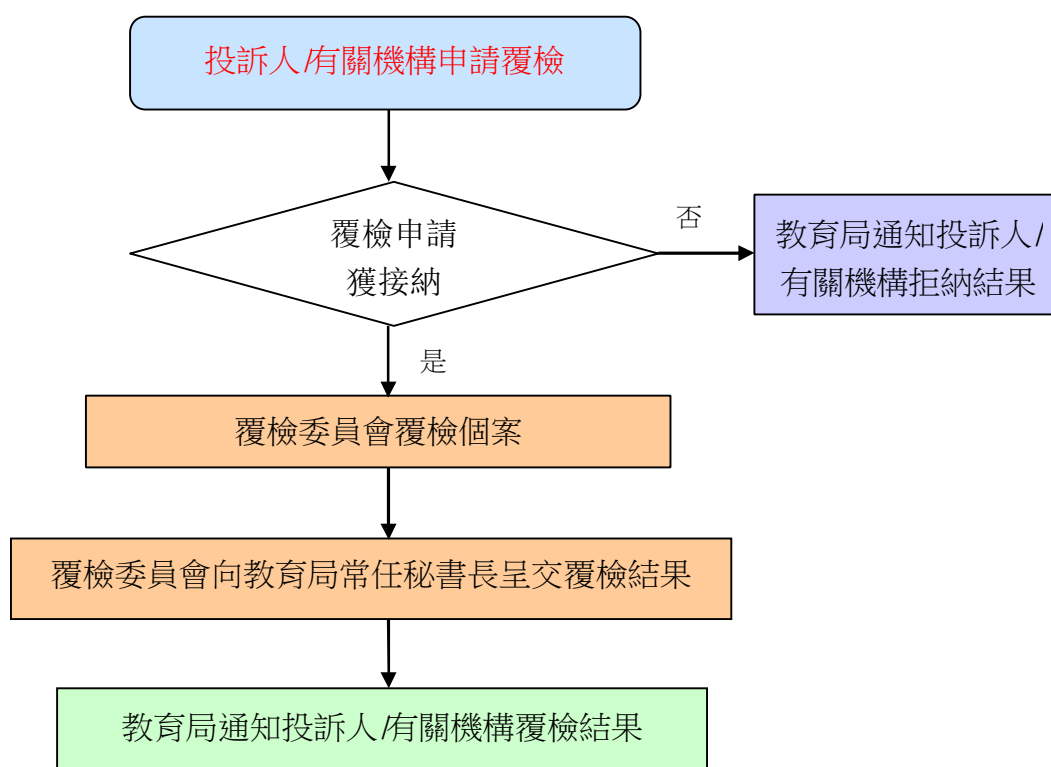 投訴人/有關機構申請覆檢
覆檢申請
獲接納
否
教育局通知投訴人/
有關機構拒納結果
是
覆檢委員會覆檢個案
覆檢委員會向教育局常任秘書長呈交覆檢結果
教育局通知投訴人/有關機構覆檢結果